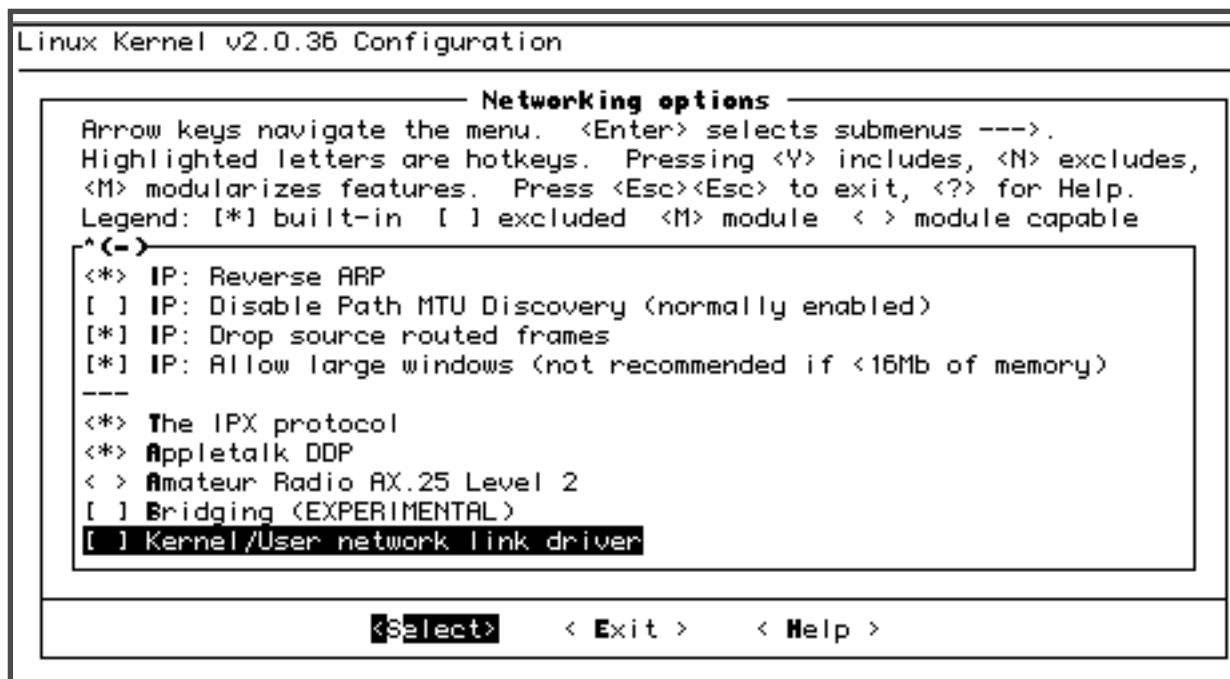 Linux Kernel v2.0.36 Configuration
Networking options
Arrow keys navigate the menu. <Enter> selects submenus --->.
Highlighted letters are hotkeys. Pressing <Y> includes, <N> excludes,
<M> modularizes features. Press <Esc><Esc> to exit, <?> for Help.
Legend: [*] built-in [ ] excluded <M> module < > module capable
^(-)
<*> IP: Reverse ARP
[ ] IP: Disable Path MTU Discovery (normally enabled)
[*] IP: Drop source routed frames
[*] IP: Allow large windows (not recommended if <16Mb of memory)
---
<*> The IPX protocol
<*> Appletalk DDP
< > Amateur Radio AX.25 Level 2
[ ] Bridging (EXPERIMENTAL)
[ ] Kernel/User network link driver
<Select> < Exit > < Help >